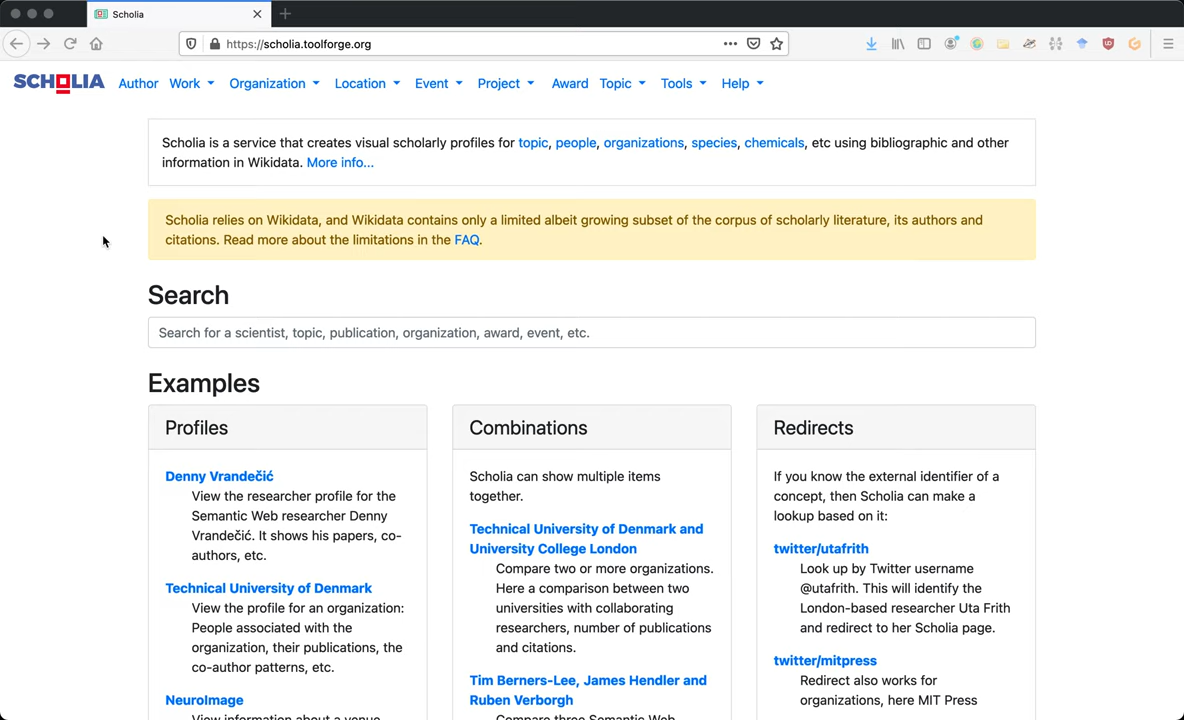 Scholia
https://scholia.toolforge.org
SCHOLIA Author Work Organization Location Event Project Award Topic Tools Help
Scholia is a service that creates visual scholarly profiles for topic, people, organizations, species, chemicals, etc using bibliographic and other
information in Wikidata. More info...
Scholia relies on Wikidata, and Wikidata contains only a limited albeit growing subset of the corpus of scholarly literature, its authors and
citations. Read more about the limitations in the FAQ.
Search
Search for a scientist, topic, publication, organization, award, event, etc.
Examples
Profiles
Denny Vrandečić
View the researcher profile for the
Semantic Web researcher Denny
Vrandečić. It shows his papers, co-
authors, etc.
Technical University of Denmark
View the profile for an organization:
People associated with the
organization, their publications, the
co-author patterns, etc.
NeuroImage
View information about a venue
Combinations
Scholia can show multiple items
together.
Technical University of Denmark and
University College London
Compare two or more organizations.
Here a comparison between two
universities with collaborating
researchers, number of publications
and citations.
Tim Berners-Lee, James Hendler and
Ruben Verborgh
Compare three Semantic Web
Redirects
If you know the external identifier of a
concept, then Scholia can make a
lookup based on it:
twitter/utafrith
Look up by Twitter username
@utafrith. This will identify the
London-based researcher Uta Frith
and redirect to her Scholia page.
twitter/mitpress
Redirect also works for
organizations, here MIT Press